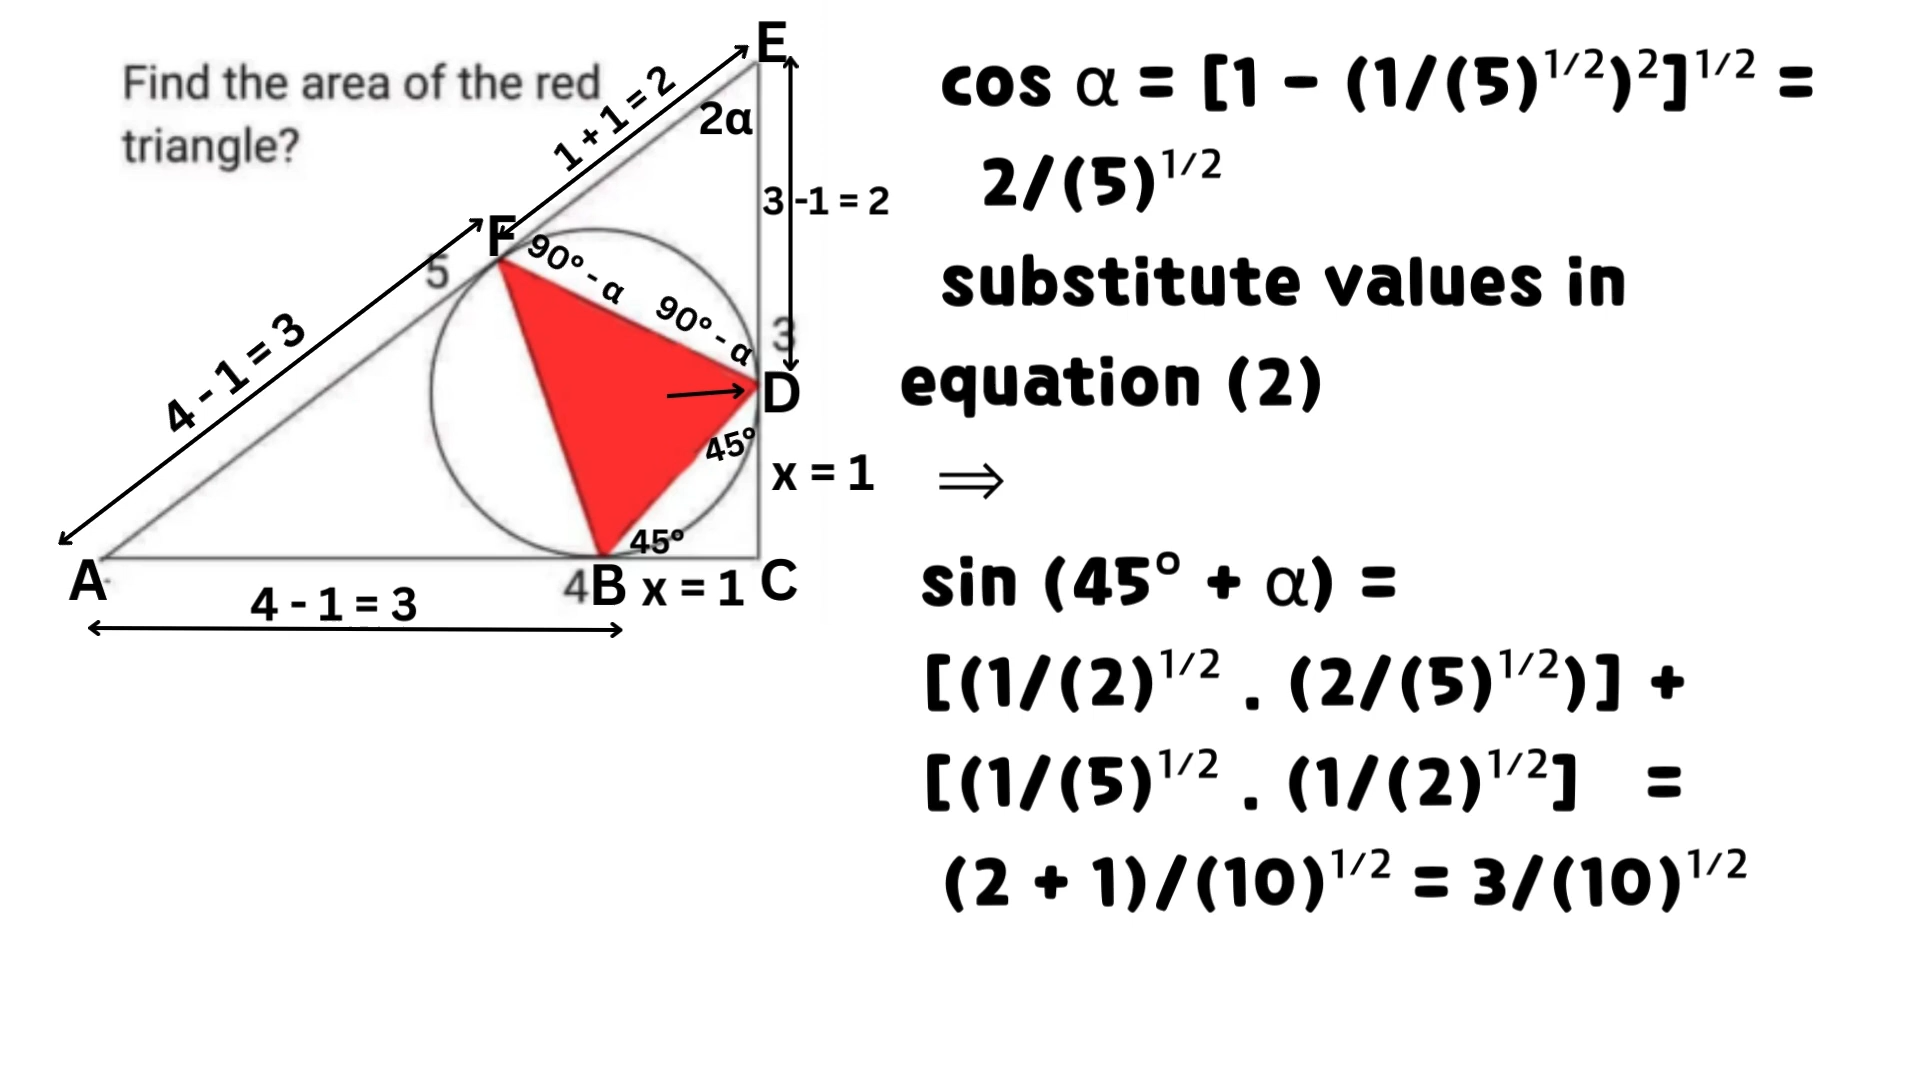 Find the area of the red
triangle?
E
1 + 1 = 2
2α
3 -1 = 2
F
90° - α
90° - α
5
3
4 - 1 = 3
D
45°
x = 1
45°
A
4 B x = 1 C
4 - 1 = 3
cos α = [1 - (1/(5)^1/2)^2]^1/2 =
2/(5)^1/2
substitute values in
equation (2)
⇒
sin (45° + α) =
[(1/(2)^1/2 . (2/(5)^1/2)] +
[(1/(5)^1/2 . (1/(2)^1/2] =
(2 + 1)/(10)^1/2 = 3/(10)^1/2